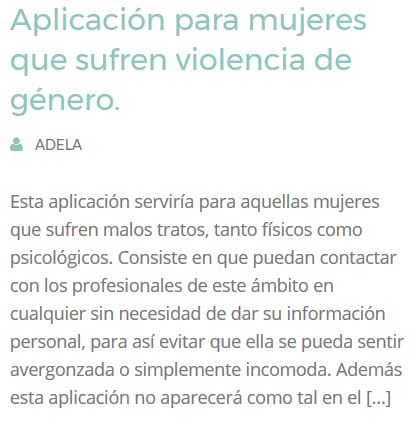 Aplicación para mujeres
que sufren violencia de
género.
ADELA
Esta aplicación serviría para aquellas mujeres
que sufren malos tratos, tanto físicos como
psicológicos. Consiste en que puedan contactar
con los profesionales de este ámbito en
cualquier sin necesidad de dar su información
personal, para así evitar que ella se pueda sentir
avergonzada o simplemente incomoda. Además
esta aplicación no aparecerá como tal en el [...]